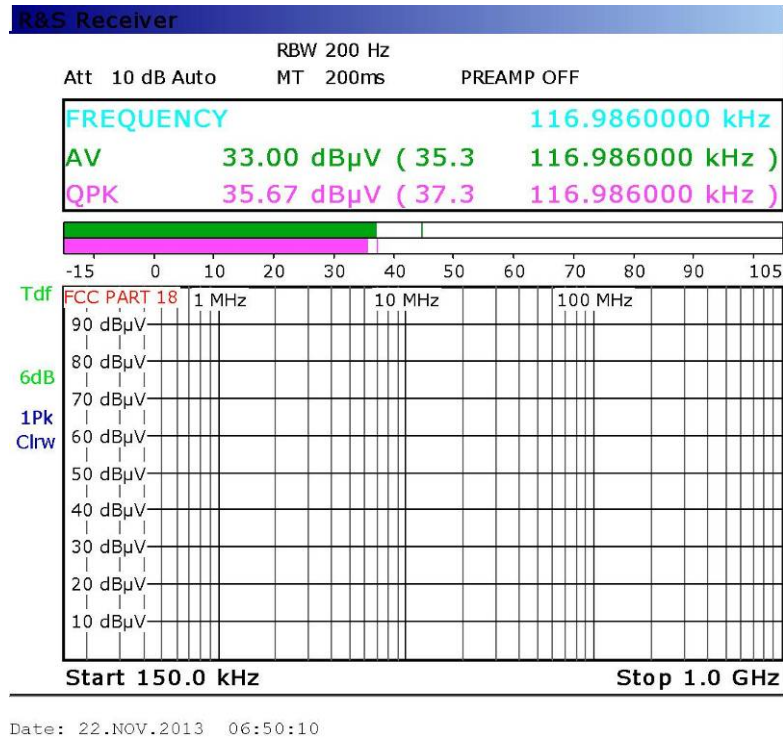 R&S Receiver
RBW 200 Hz
Att 10 dB Auto MT 200ms PREAMP OFF
FREQUENCY 116.9860000 kHz
AV 33.00 dBµV ( 35.3 116.986000 kHz )
QPK 35.67 dBµV ( 37.3 116.986000 kHz )
-15 0 10 20 30 40 50 60 70 80 90 105
Tdf FCC PART 18 1 MHz 10 MHz 100 MHz
90 dBµV
80 dBµV
6dB
70 dBµV
1Pk
Clrw 60 dBµV
50 dBµV
40 dBµV
30 dBµV
20 dBµV
10 dBµV
Start 150.0 kHz Stop 1.0 GHz
Date: 22.NOV.2013 06:50:10